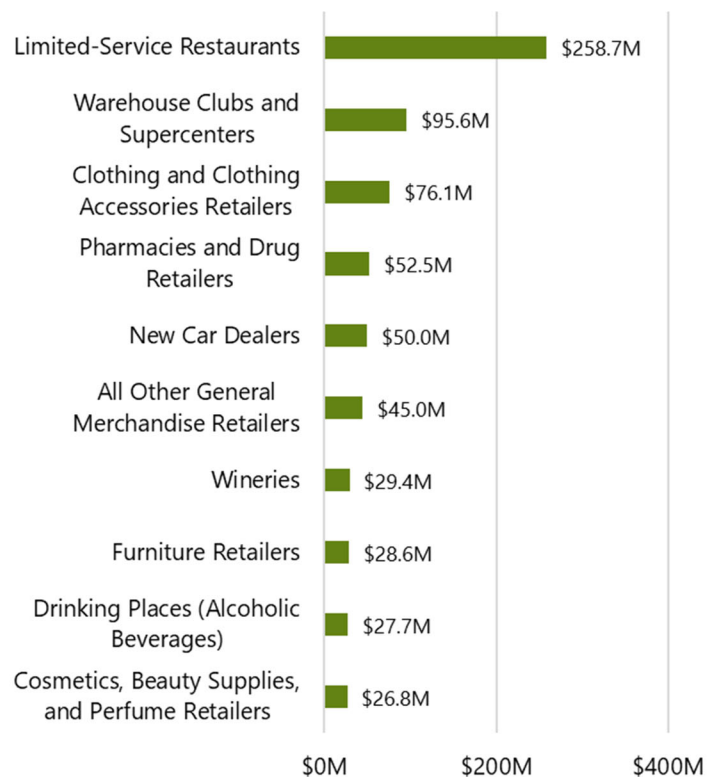 Limited-Service Restaurants
$258.7M
Warehouse Clubs and
Supercenters
$95.6M
Clothing and Clothing
Accessories Retailers
$76.1M
Pharmacies and Drug
Retailers
$52.5M
New Car Dealers
$50.0M
All Other General
Merchandise Retailers
$45.0M
Wineries
$29.4M
Furniture Retailers
$28.6M
Drinking Places (Alcoholic
Beverages)
$27.7M
Cosmetics, Beauty Supplies,
and Perfume Retailers
$26.8M
$0M
$200M
$400M